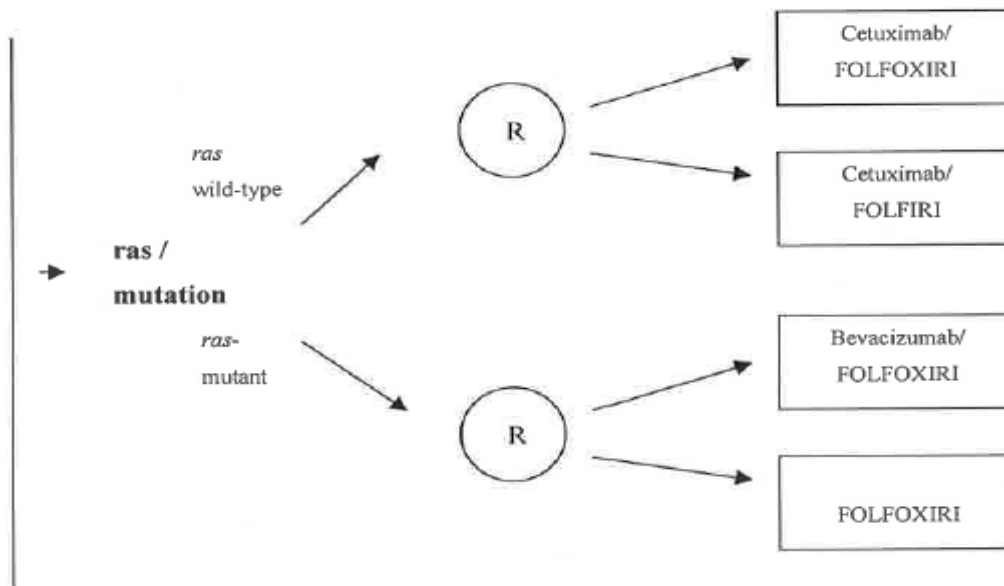 Cetuximab/
FOLFOXIRI
R
ras
wild-type
Cetuximab/
FOLFIRI
ras /
mutation
ras-
mutant
Bevacizumab/
FOLFOXIRI
R
FOLFOXIRI